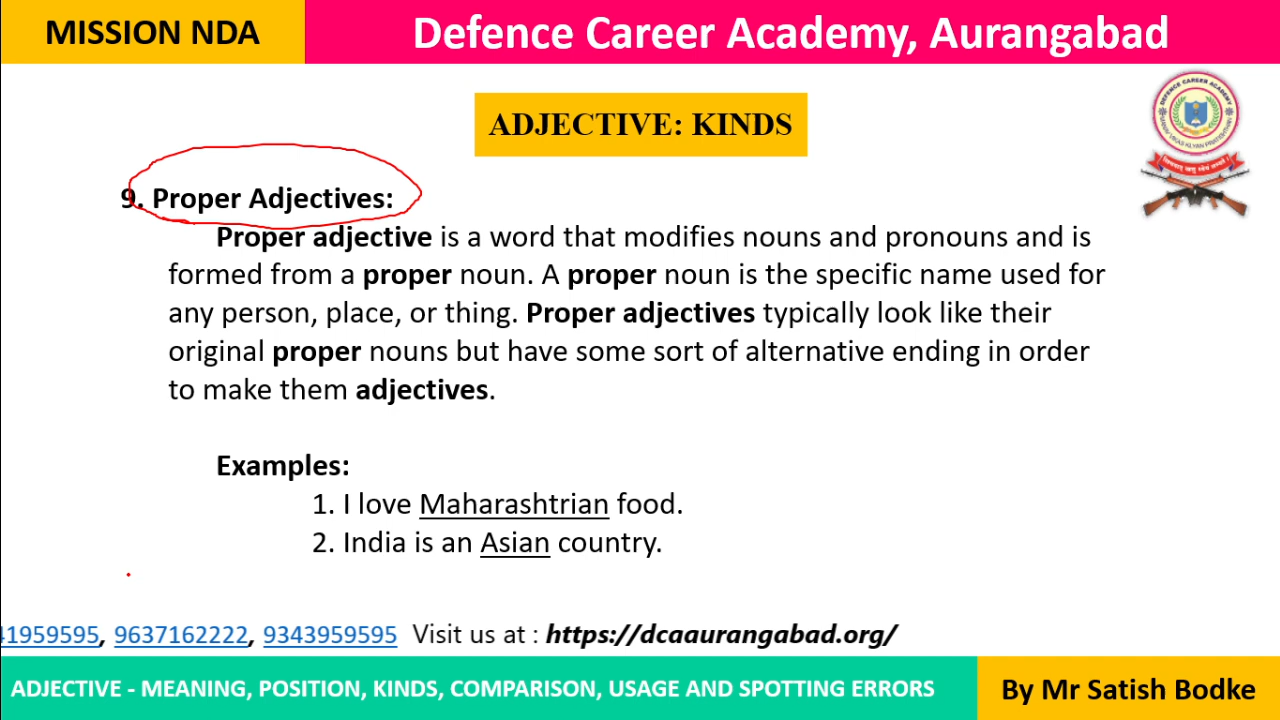 MISSION NDA
Defence Career Academy, Aurangabad
ADJECTIVE: KINDS
DEFENCE CAREER ACADEMY
9. Proper Adjectives:
Proper adjective is a word that modifies nouns and pronouns and is
formed from a proper noun. A proper noun is the specific name used for
any person, place, or thing. Proper adjectives typically look like their
original proper nouns but have some sort of alternative ending in order
to make them adjectives.
Examples:
1. I love Maharashtrian food.
2. India is an Asian country.
41959595, 9637162222, 9343959595 Visit us at : https://dcaaurangabad.org/
ADJECTIVE - MEANING, POSITION, KINDS, COMPARISON, USAGE AND SPOTTING ERRORS
By Mr Satish Bodke